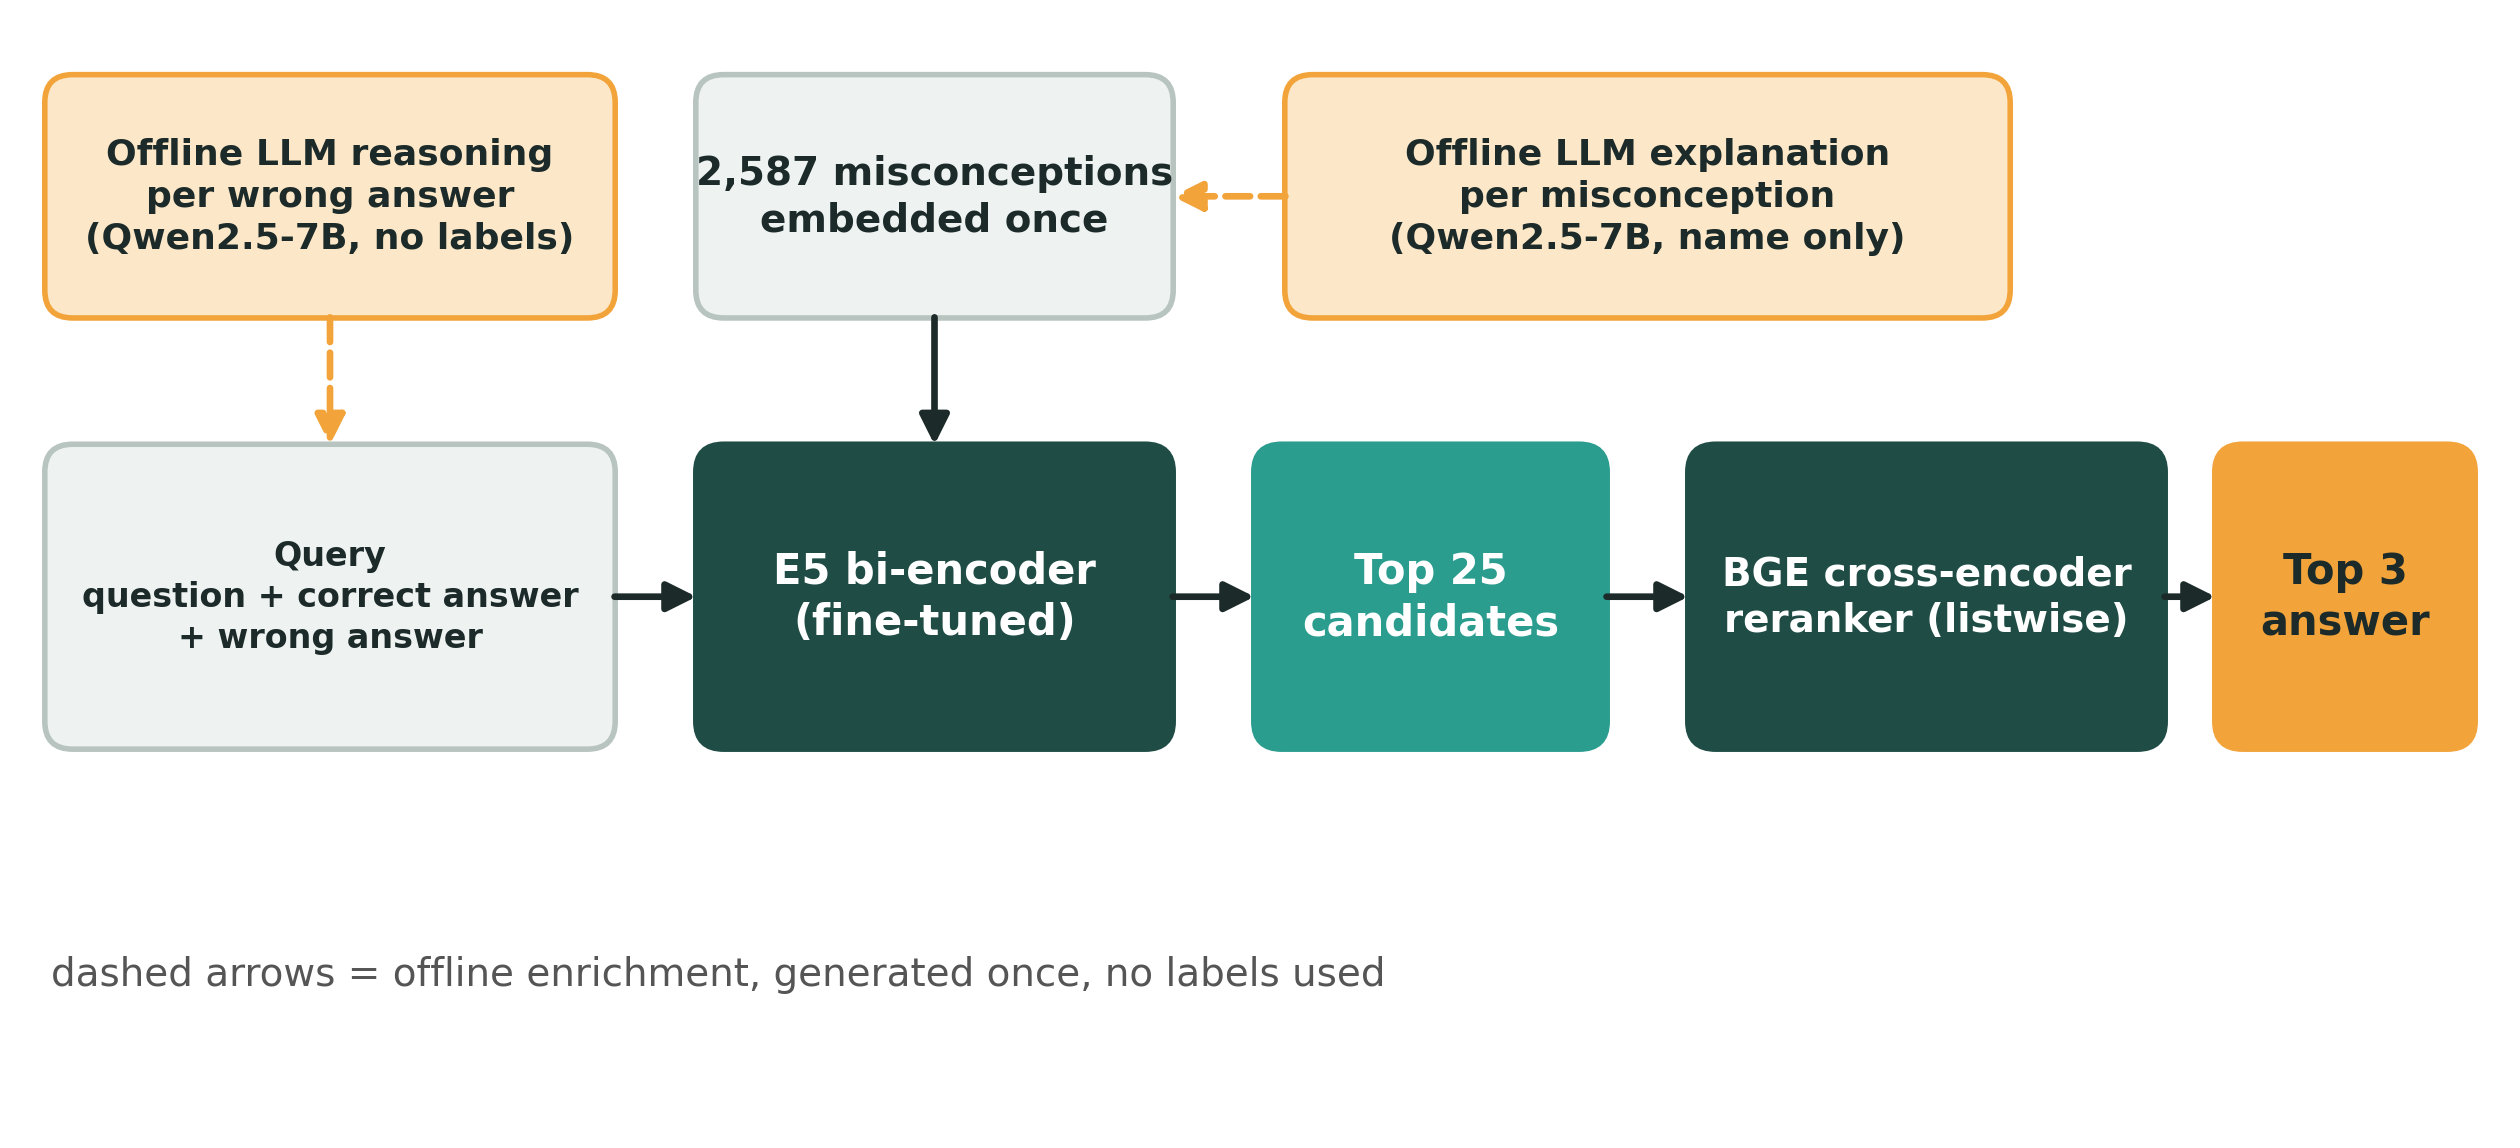 Offline LLM reasoning
per wrong answer
(Qwen2.5-7B, no labels)
2,587 misconceptions
embedded once
Offline LLM explanation
per misconception
(Qwen2.5-7B, name only)
Query
question + correct answer
+ wrong answer
E5 bi-encoder
(fine-tuned)
Top 25
candidates
BGE cross-encoder
reranker (listwise)
Top 3
answer
dashed arrows = offline enrichment, generated once, no labels used